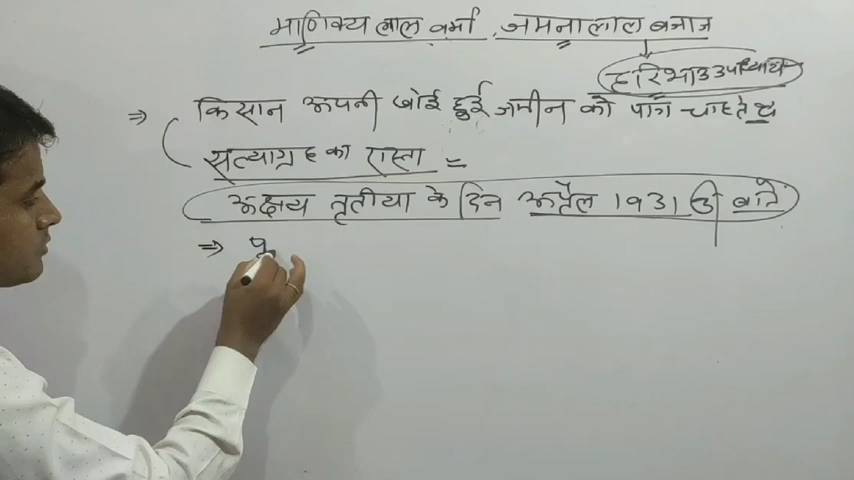 माणिक्य लाल वर्मा, जमनालाल बजाज
हरिभाऊ उपाध्याय
⇒ किसान अपनी खोई हुई जमीन को पाना चाहते थे
सत्याग्रह का रास्ता =
अक्षय तृतीया के दिन अप्रैल 1931 उ बोते
⇒ पु